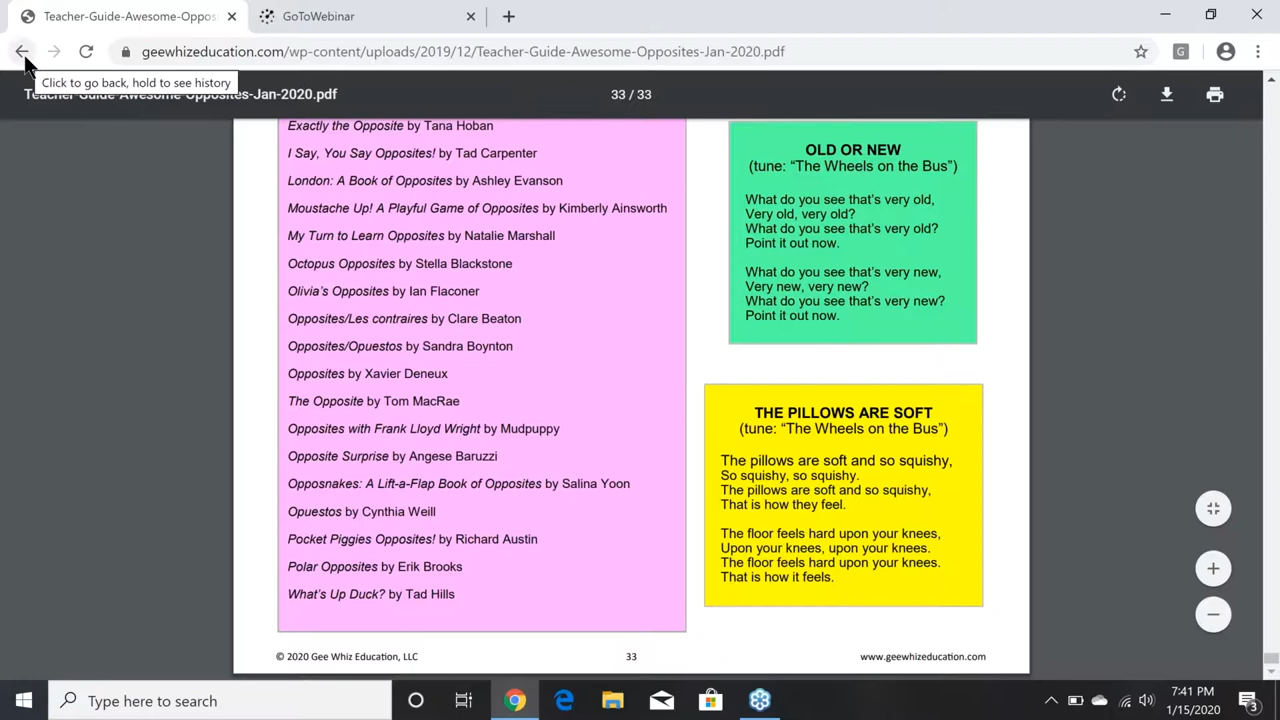 Teacher-Guide-Awesome-Oppos
GoToWebinar
geewhizeducation.com/wp-content/uploads/2019/12/Teacher-Guide-Awesome-Opposites-Jan-2020.pdf
G
Click to go back, hold to see history
Teacher-Guide-Awesome-Opposites-Jan-2020.pdf
33 / 33
Exactly the Opposite by Tana Hoban
I Say, You Say Opposites! by Tad Carpenter
London: A Book of Opposites by Ashley Evanson
Moustache Up! A Playful Game of Opposites by Kimberly Ainsworth
My Turn to Learn Opposites by Natalie Marshall
Octopus Opposites by Stella Blackstone
Olivia's Opposites by Ian Flaconer
Opposites/Les contraires by Clare Beaton
Opposites/Opuestos by Sandra Boynton
Opposites by Xavier Deneux
The Opposite by Tom MacRae
Opposites with Frank Lloyd Wright by Mudpuppy
Opposite Surprise by Angese Baruzzi
Opposnakes: A Lift-a-Flap Book of Opposites by Salina Yoon
Opuestos by Cynthia Weill
Pocket Piggies Opposites! by Richard Austin
Polar Opposites by Erik Brooks
What's Up Duck? by Tad Hills
OLD OR NEW
(tune: “The Wheels on the Bus”)
What do you see that's very old,
Very old, very old?
What do you see that's very old?
Point it out now.
What do you see that's very new,
Very new, very new?
What do you see that's very new?
Point it out now.
THE PILLOWS ARE SOFT
(tune: “The Wheels on the Bus”)
The pillows are soft and so squishy,
So squishy, so squishy.
The pillows are soft and so squishy,
That is how they feel.
The floor feels hard upon your knees,
Upon your knees, upon your knees.
The floor feels hard upon your knees.
That is how it feels.
© 2020 Gee Whiz Education, LLC
33
www.geewhizeducation.com
Type here to search
7:41 PM
1/15/2020
3